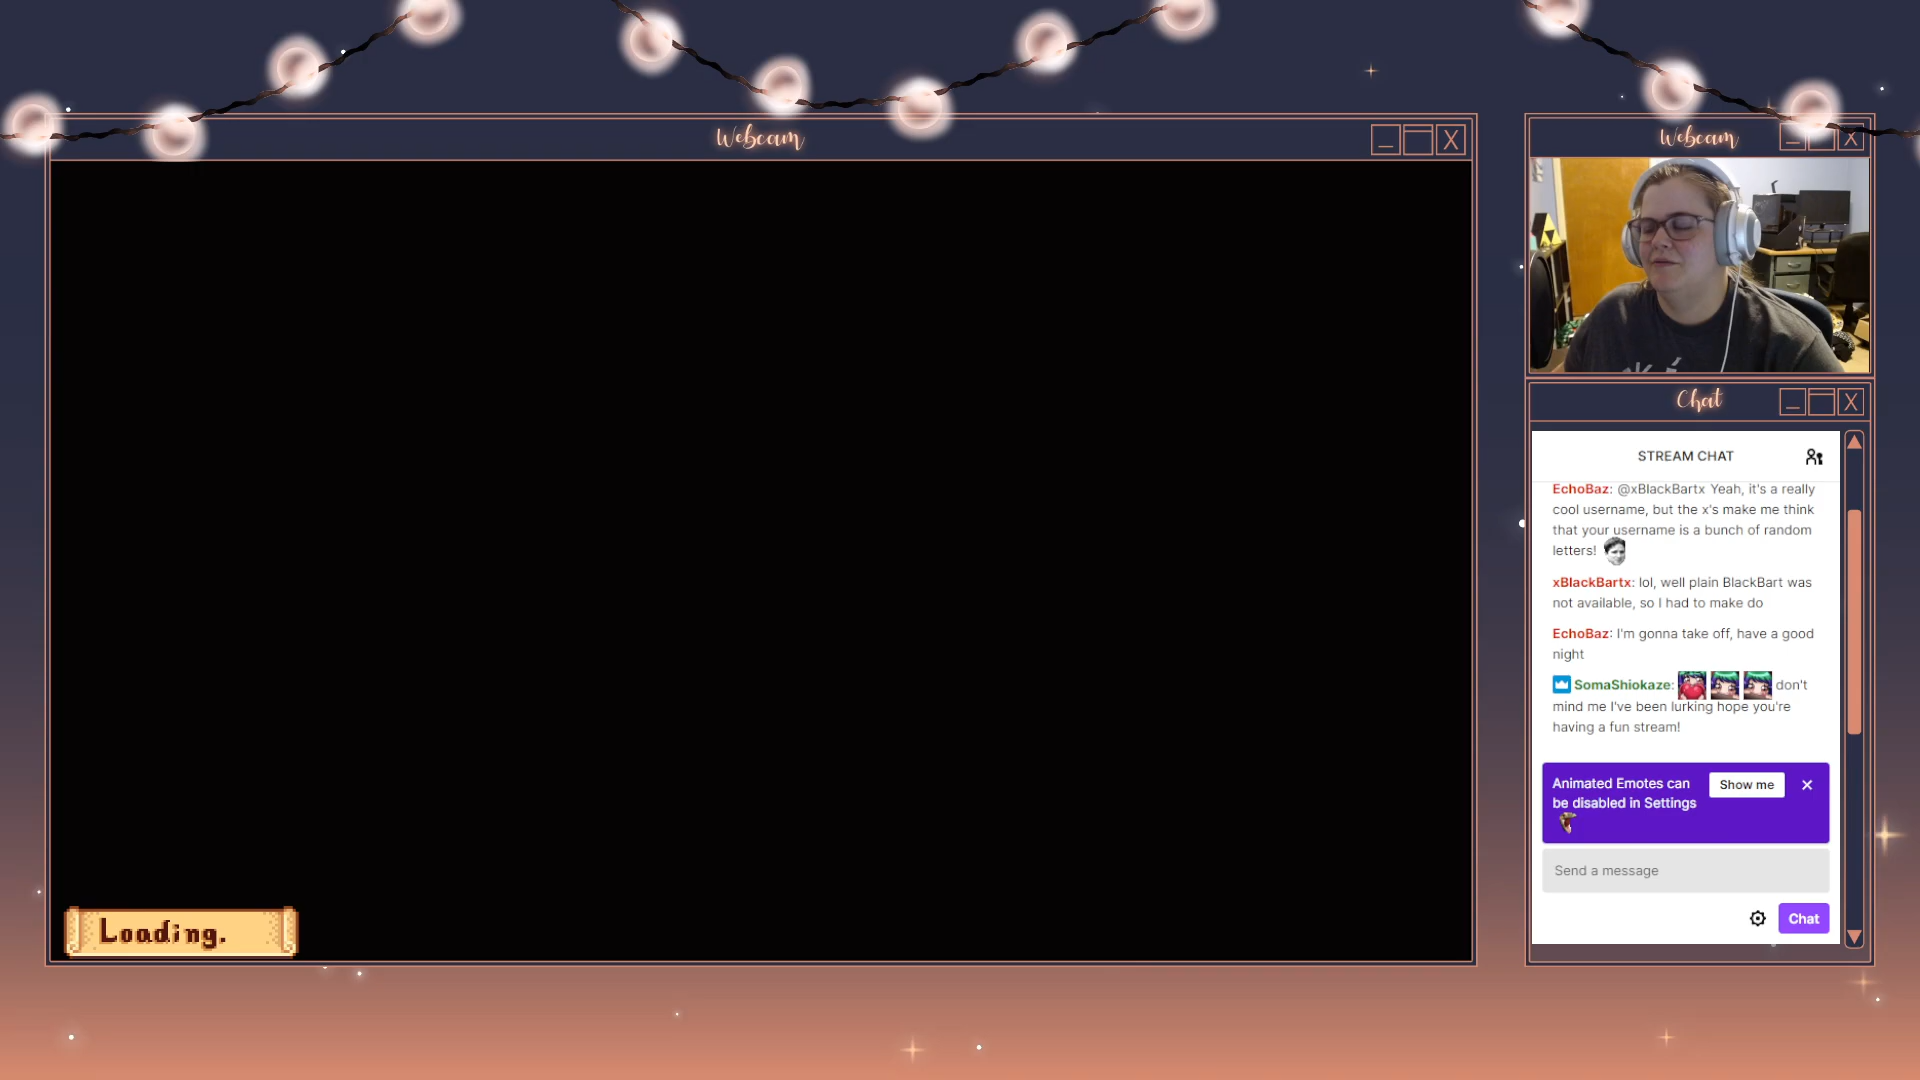 Webcam
X
Webcam
X
Chat
X
STREAM CHAT
EchoBaz: @xBlackBartx Yeah, it's a really
cool username, but the x's make me think
that your username is a bunch of random
letters!
xBlackBartx: lol, well plain BlackBart was
not available, so I had to make do
EchoBaz: I'm gonna take off, have a good
night
SomaShiokaze: don't
mind me I've been lurking hope you're
having a fun stream!
Animated Emotes can
be disabled in Settings
Show me
Send a message
Chat
Loading.